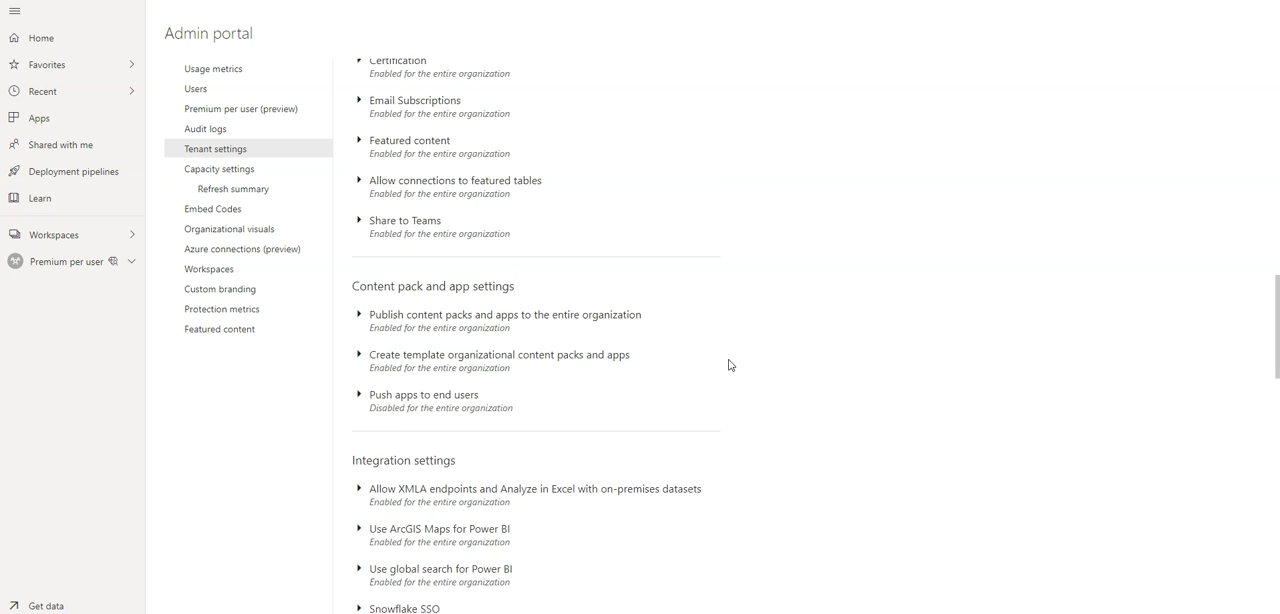 Admin portal
Home
Favorites
Recent
Apps
Shared with me
Deployment pipelines
Learn
Workspaces
Premium per user
Get data
Usage metrics
Users
Premium per user (preview)
Audit logs
Tenant settings
Capacity settings
Refresh summary
Embed Codes
Organizational visuals
Azure connections (preview)
Workspaces
Custom branding
Protection metrics
Featured content
Certification
Enabled for the entire organization
Email Subscriptions
Enabled for the entire organization
Featured content
Enabled for the entire organization
Allow connections to featured tables
Enabled for the entire organization
Share to Teams
Enabled for the entire organization
Content pack and app settings
Publish content packs and apps to the entire organization
Enabled for the entire organization
Create template organizational content packs and apps
Enabled for the entire organization
Push apps to end users
Disabled for the entire organization
Integration settings
Allow XMLA endpoints and Analyze in Excel with on-premises datasets
Enabled for the entire organization
Use ArcGIS Maps for Power BI
Enabled for the entire organization
Use global search for Power BI
Enabled for the entire organization
Snowflake SSO